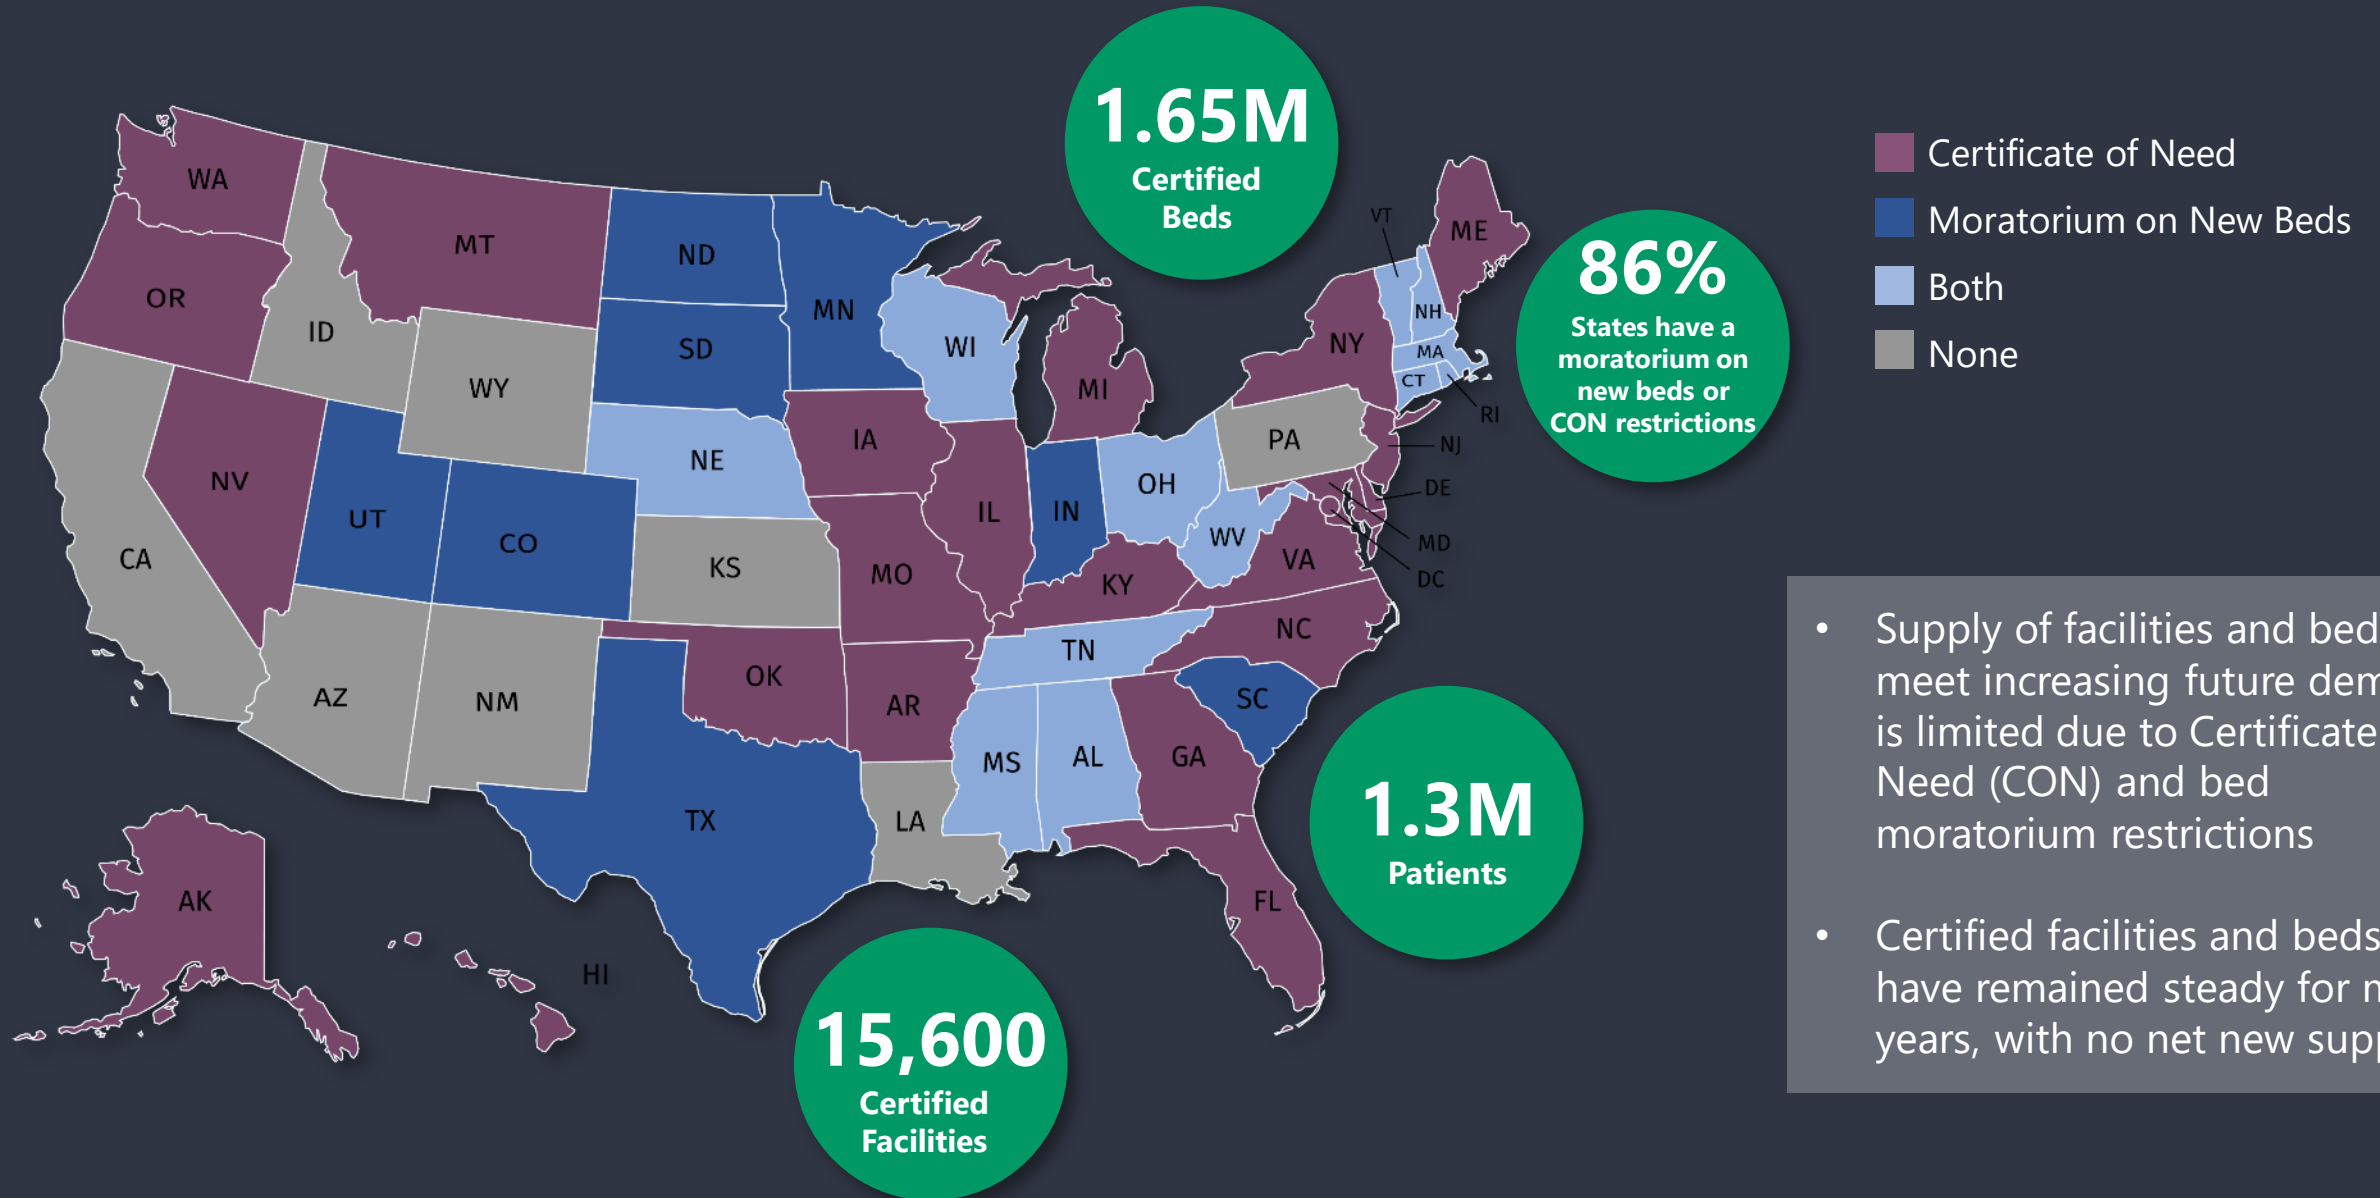 1.65M
Certified
Beds
86%
States have a
moratorium on
new beds or
CON restrictions
1.3M
Patients
15,600
Certified
Facilities
Certificate of Need
Moratorium on New Beds
Both
None
WA
OR
CA
NV
ID
MT
WY
UT
CO
AZ
NM
ND
SD
NE
KS
OK
TX
MN
IA
MO
AR
LA
WI
IL
MI
IN
OH
KY
TN
MS
AL
GA
FL
SC
NC
VA
WV
PA
NY
VT
NH
ME
MA
CT
RI
NJ
DE
MD
DC
AK
HI
• Supply of facilities and bed
meet increasing future
is limited due to Certificate
Need (CON) and bed
moratorium restrictions
• Certified facilities and beds
have remained steady for
years, with no net new